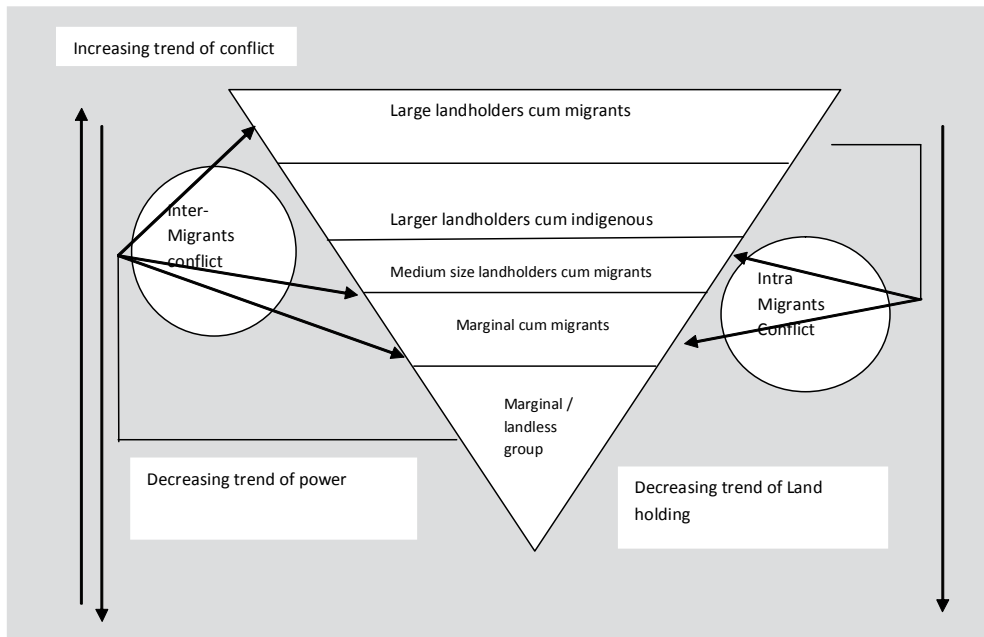 Increasing trend of conflict
Large landholders cum migrants
Inter-
Migrants
conflict
Larger landholders cum indigenous
Medium size landholders cum migrants
Intra
Migrants
Conflict
Marginal cum migrants
Marginal /
landless
group
Decreasing trend of power
Decreasing trend of Land
holding